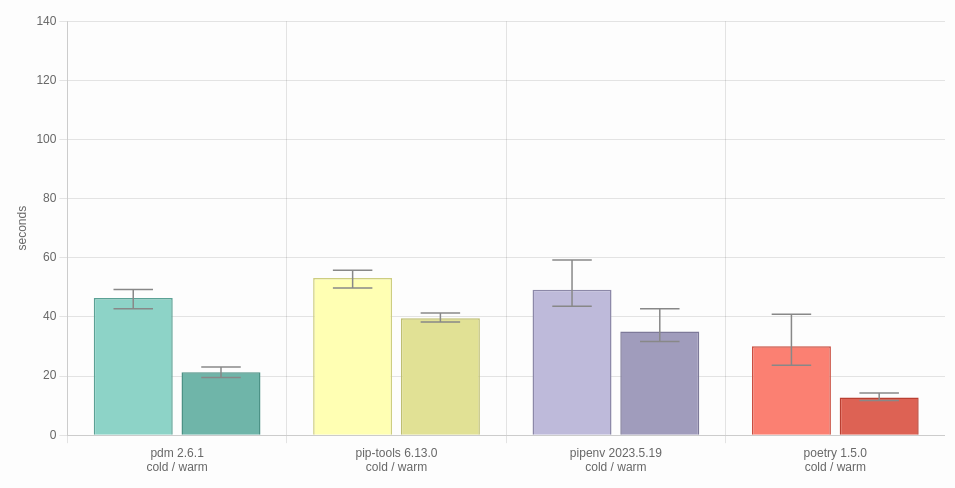 140
120
100
80
60
40
20
0
seconds
pdm 2.6.1
cold / warm
pip-tools 6.13.0
cold / warm
pipenv 2023.5.19
cold / warm
poetry 1.5.0
cold / warm